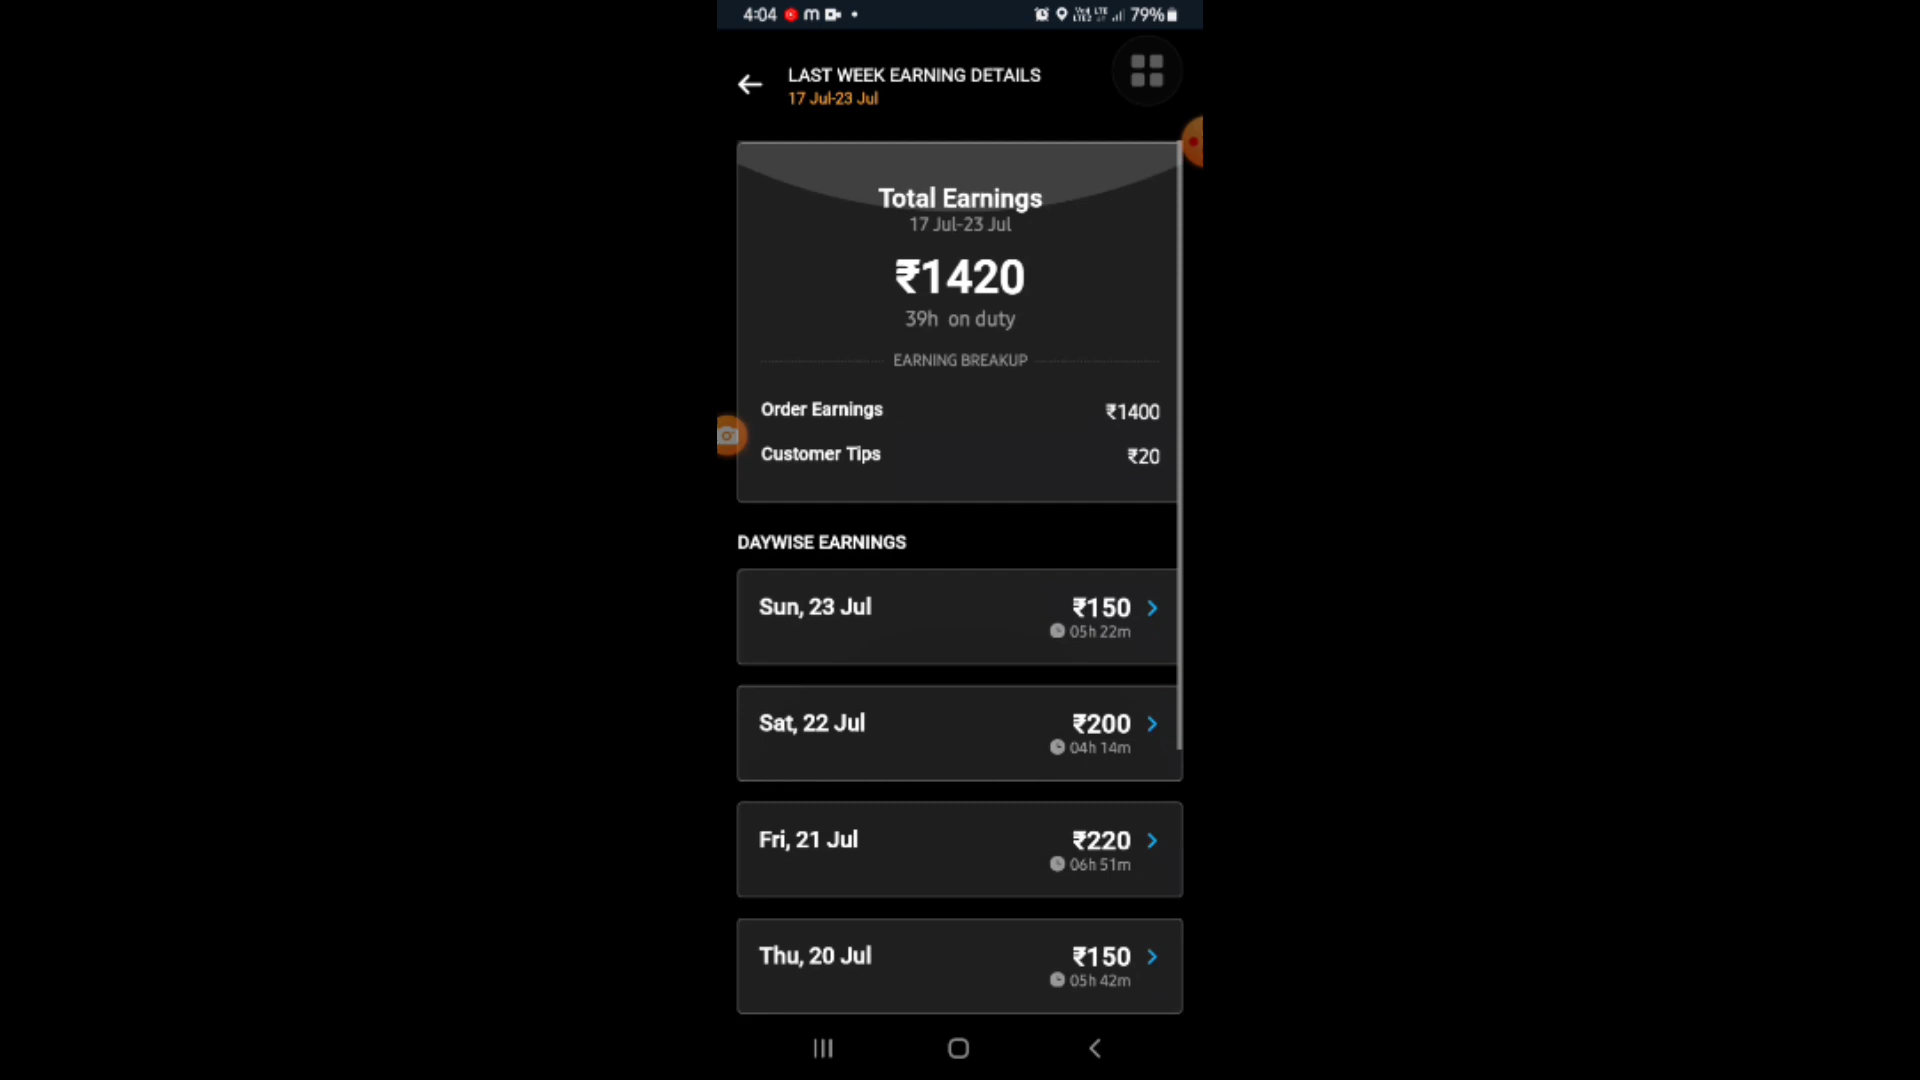 4:04 m 79%
LAST WEEK EARNING DETAILS
17 Jul-23 Jul
Total Earnings
17 Jul-23 Jul
₹1420
39h on duty
EARNING BREAKUP
Order Earnings ₹1400
Customer Tips ₹20
DAYWISE EARNINGS
Sun, 23 Jul ₹150
05h 22m
Sat, 22 Jul ₹200
04h 14m
Fri, 21 Jul ₹220
06h 51m
Thu, 20 Jul ₹150
05h 42m